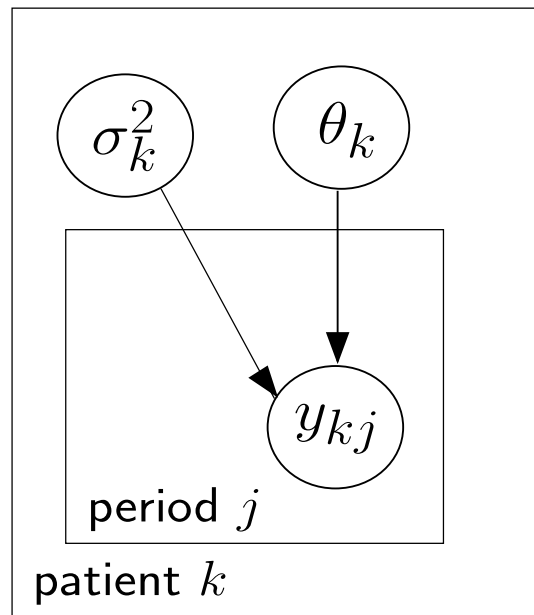 σ²ₖ θₖ
yₖⱼ
period j
patient k